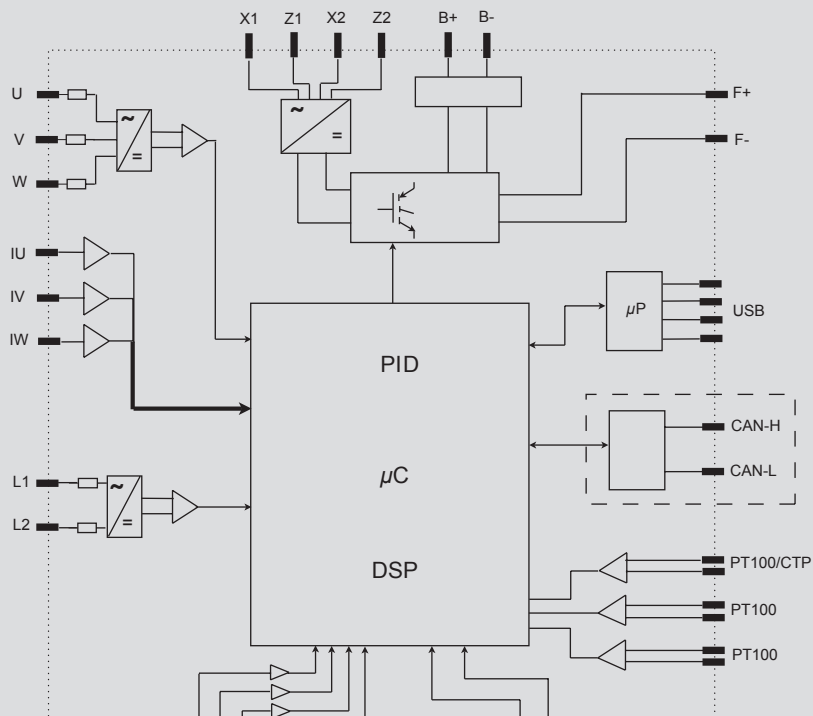 X1 Z1 X2 Z2 B+ B-
U
V
W
~
=
~
=
F+
F-
IU
IV
IW
µP
USB
PID
µC
DSP
CAN-H
CAN-L
L1
L2
~
=
PT100/CTP
PT100
PT100